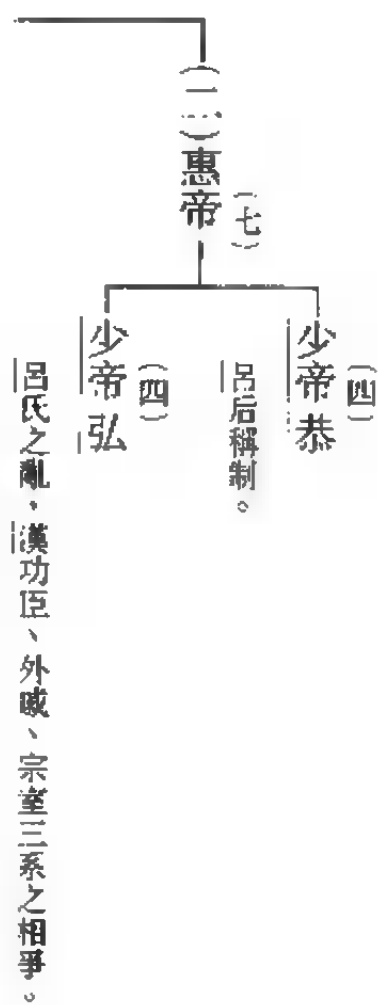 (二)惠帝
(七)
(四)
少帝恭
呂后稱制。
(四)
少帝弘
呂氏之亂,漢功臣、外戚、宗室三系之相爭。